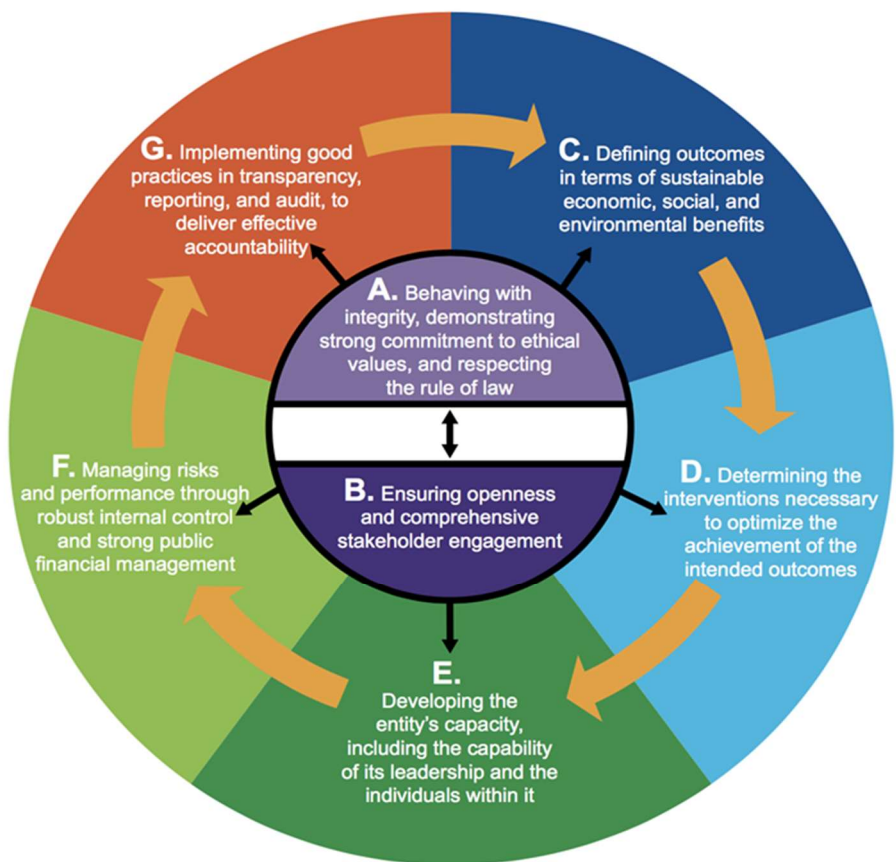 A. Behaving with
integrity, demonstrating
strong commitment to ethical
values, and respecting
the rule of law
B. Ensuring openness
and comprehensive
stakeholder engagement
C. Defining outcomes
in terms of sustainable
economic, social, and
environmental benefits
D. Determining the
interventions necessary
to optimize the
achievement of the
intended outcomes
E.
Developing the
entity's capacity,
including the capability
of its leadership and the
individuals within it
F. Managing risks
and performance through
robust internal control
and strong public
financial management
G. Implementing good
practices in transparency,
reporting, and audit, to
deliver effective
accountability